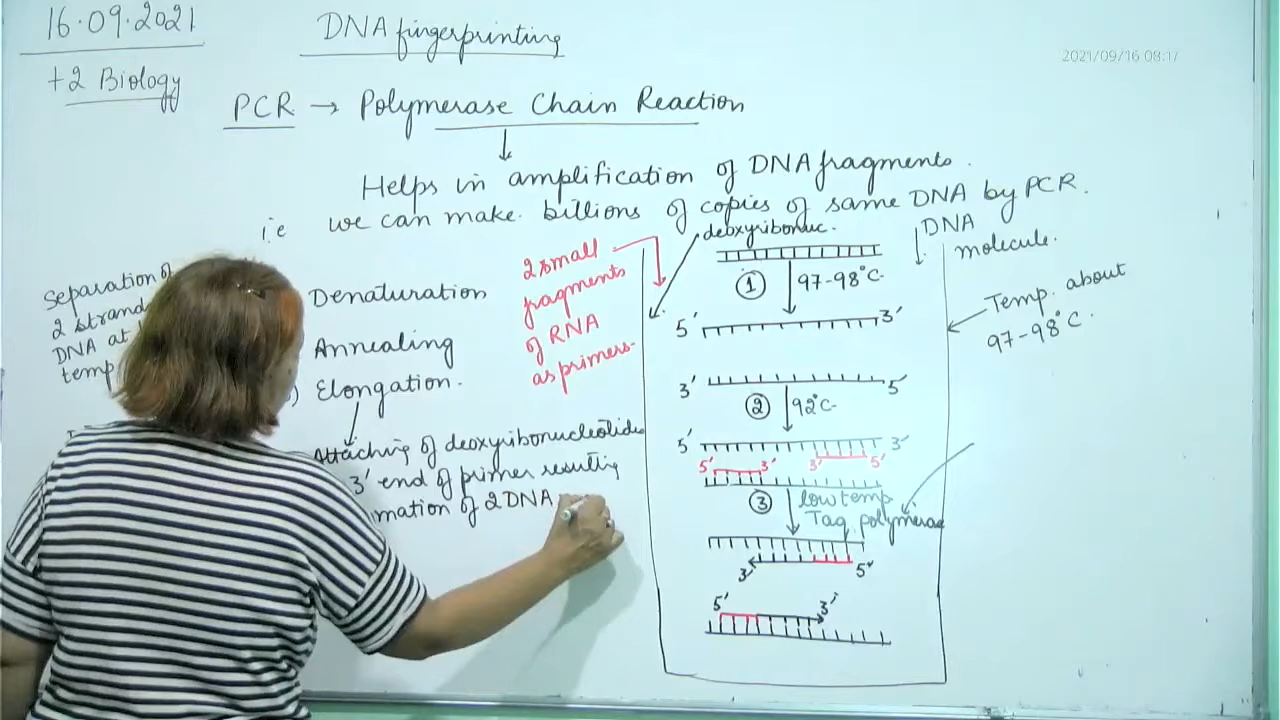 16.09.2021
DNA fingerprinting
2021/09/16 08:17
+2 Biology
PCR → Polymerase Chain Reaction
Helps in amplification of DNA fragments.
i.e we can make billions of copies of same DNA by PCR.
Separation of
2 strand
DNA at
temp
Denaturation
Annealing
Elongation.
Attaching of deoxyribonucleotides
3' end of primer resulting
mation of 2 DNA
2 small
fragments
of RNA
as primers.
deoxyribonuc.
DNA
molecule.
Temp. about
97-98°C.
① 97-98°C
5' 3'
3' 5'
② 92°C
5' 3'
5' 3' 3' 5'
③ low temp
Taq. polymerase
3' 5'
5' 3'